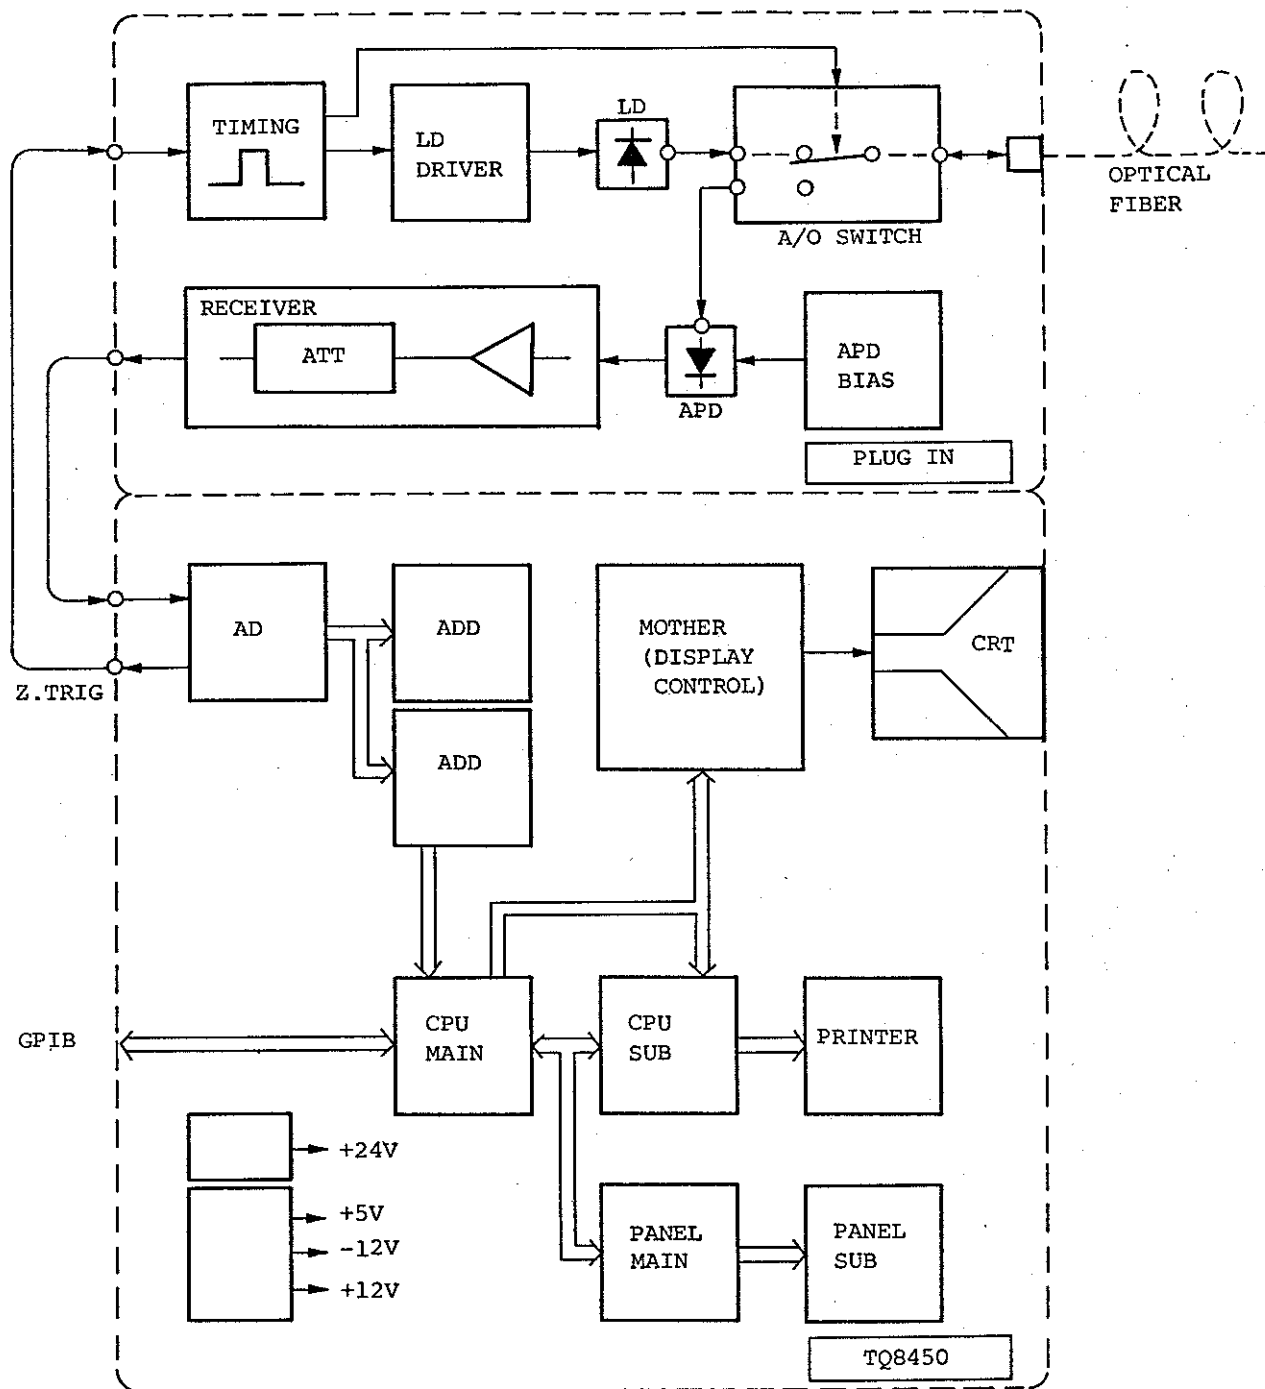 TIMING
LD
DRIVER
LD
A/O SWITCH
OPTICAL
FIBER
RECEIVER
ATT
APD
APD
BIAS
PLUG IN
AD
ADD
ADD
MOTHER
(DISPLAY
CONTROL)
CRT
Z.TRIG
GPIB
CPU
MAIN
CPU
SUB
PRINTER
+24V
+5V
-12V
+12V
PANEL
MAIN
PANEL
SUB
TQ8450